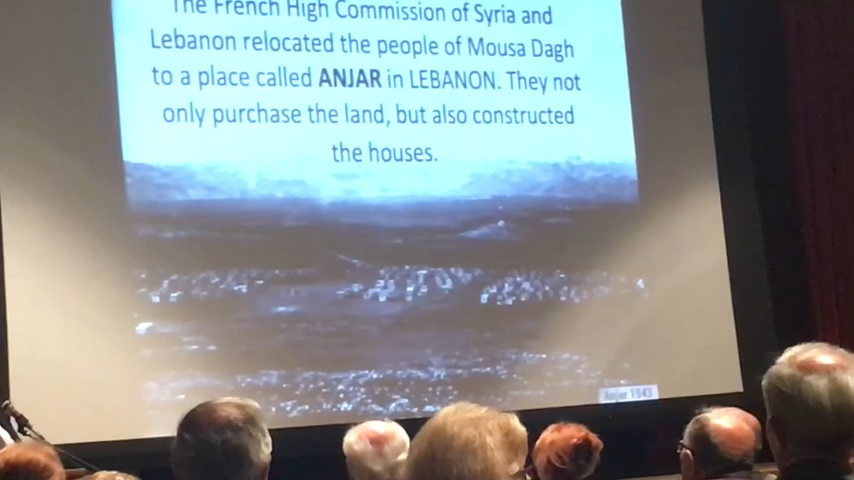 The French High Commission of Syria and
Lebanon relocated the people of Mousa Dagh
to a place called ANJAR in LEBANON. They not
only purchase the land, but also constructed
the houses.
Anjar 1943